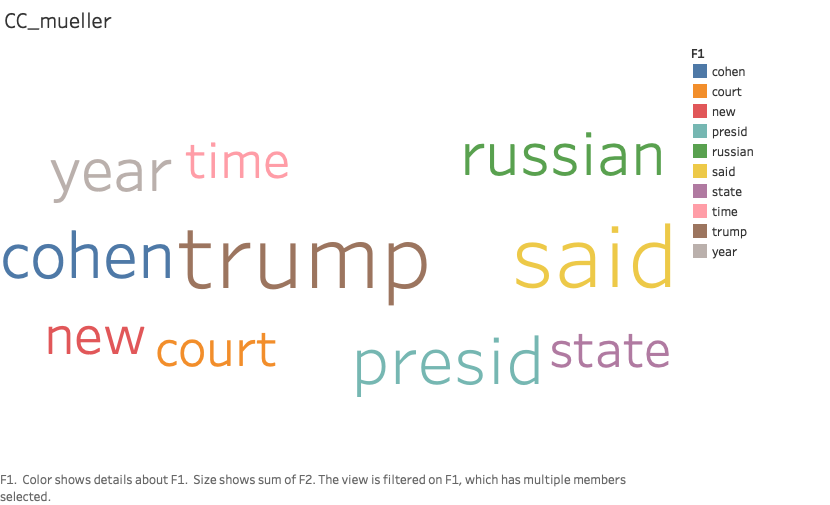 CC_mueller
F1
cohen
court
new
presid
russian
said
state
time
trump
year
year time russian
cohen trump said
new court presid state
F1. Color shows details about F1. Size shows sum of F2. The view is filtered on F1, which has multiple members
selected.